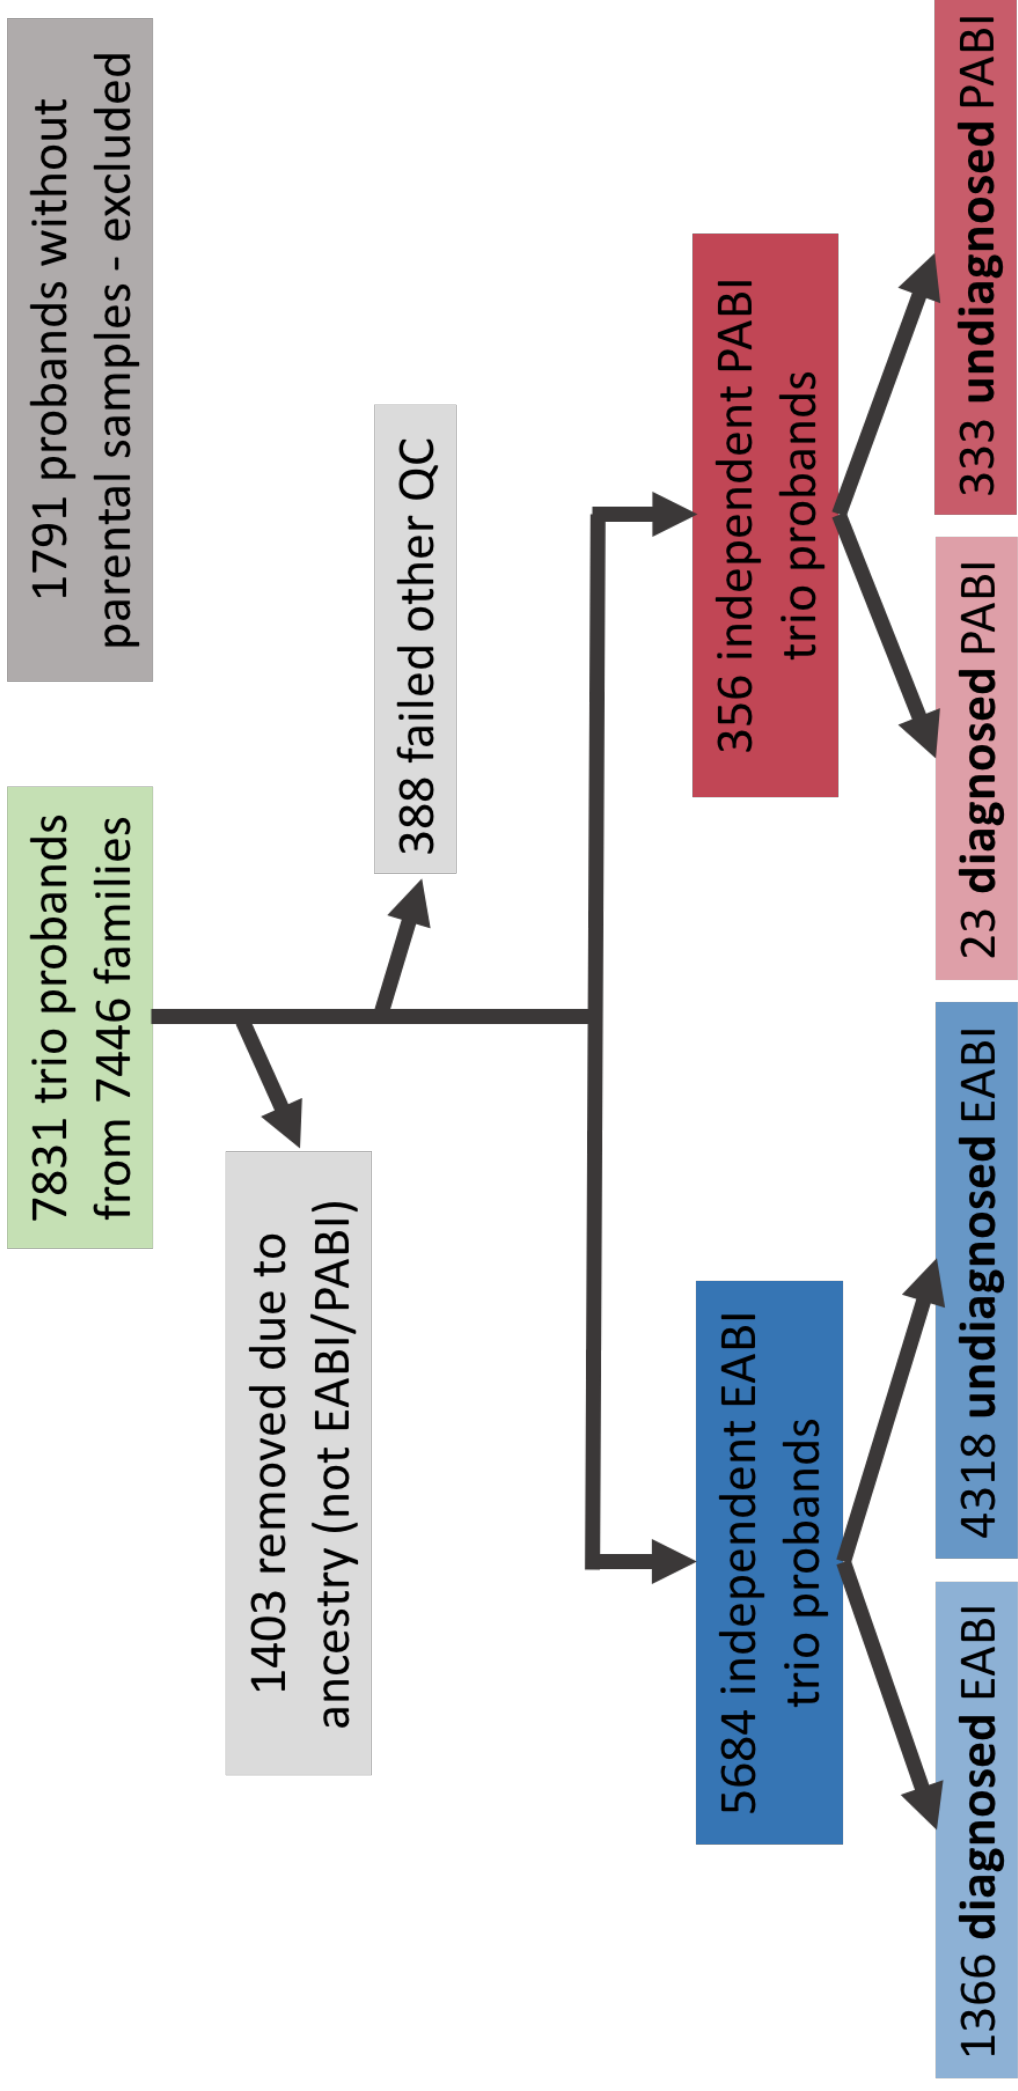 7831 trio probands
from 7446 families
1791 probands without
parental samples - excluded
1403 removed due to
ancestry (not EABI/PABI)
388 failed other QC
5684 independent EABI
trio probands
356 independent PABI
trio probands
1366 diagnosed EABI
4318 undiagnosed EABI
23 diagnosed PABI
333 undiagnosed PABI